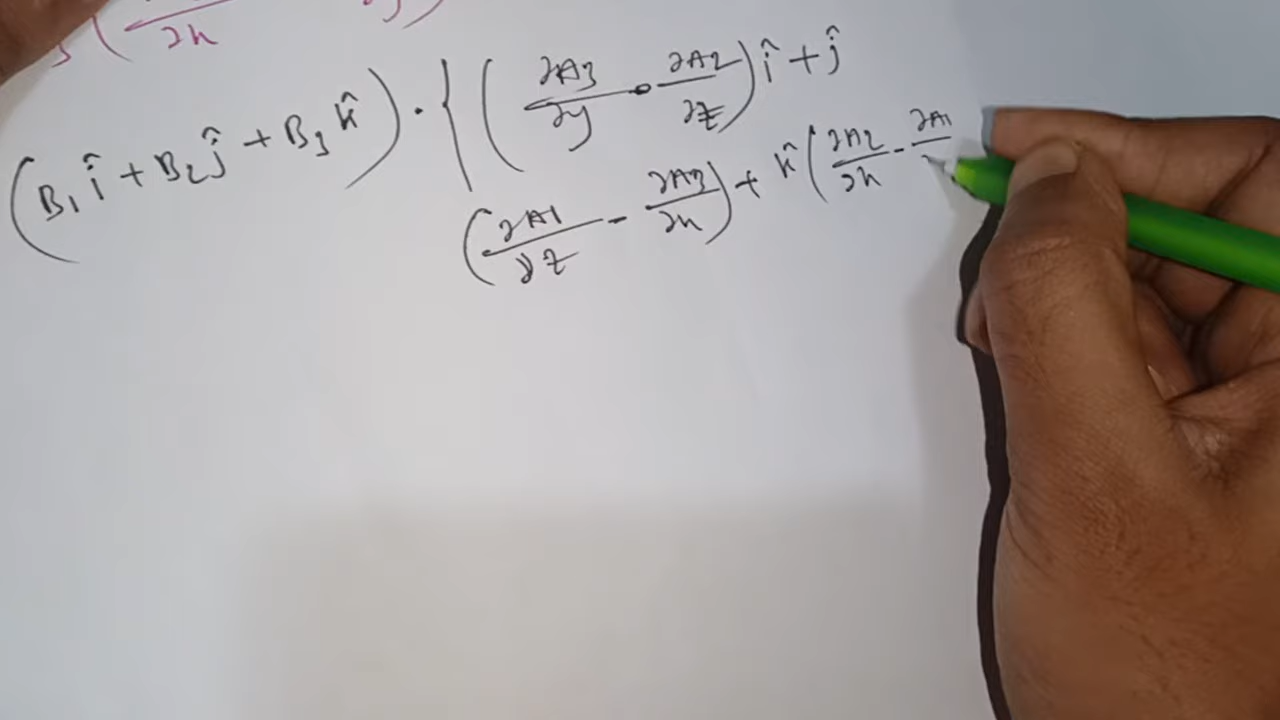 ∂x
(B₁ î + B₂ ĵ + B₃ k̂) · { (∂A3/∂y - ∂A2/∂z) î + ĵ
(∂A1/∂z - ∂A3/∂x) + k̂ (∂A2/∂x - ∂A1